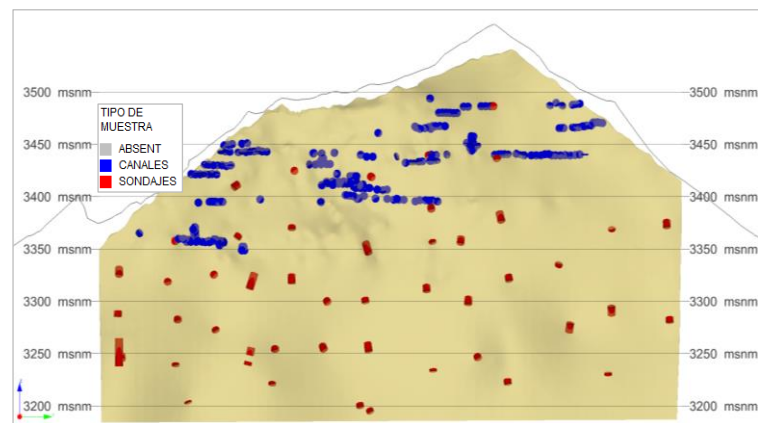 3500 msnm
3500 msnm
TIPO DE
MUESTRA
ABSENT
CANALES
SONDAJES
3450 msnm
3450 msnm
3400 msnm
3400 msnm
3350 msnm
3350 msnm
3300 msnm
3300 msnm
3250 msnm
3250 msnm
3200 msnm
3200 msnm